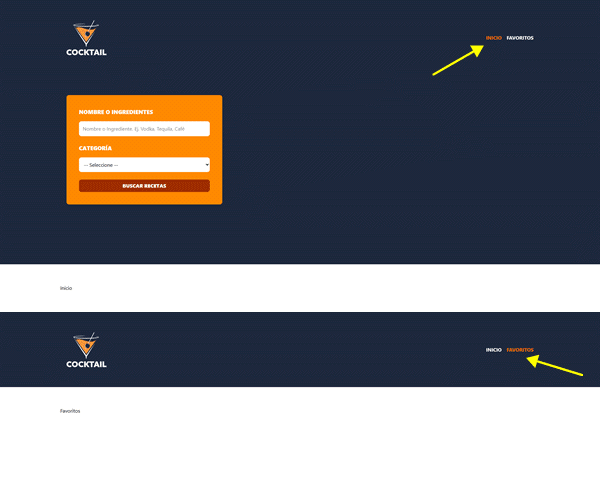 COCKTAIL
INICIO FAVORITOS
NOMBRE O INGREDIENTES
Nombre o Ingrediente. Ej. Vodka, Tequila, Café
CATEGORÍA
-- Seleccione --
BUSCAR RECETAS
Inicio
COCKTAIL
INICIO FAVORITOS
Favoritos